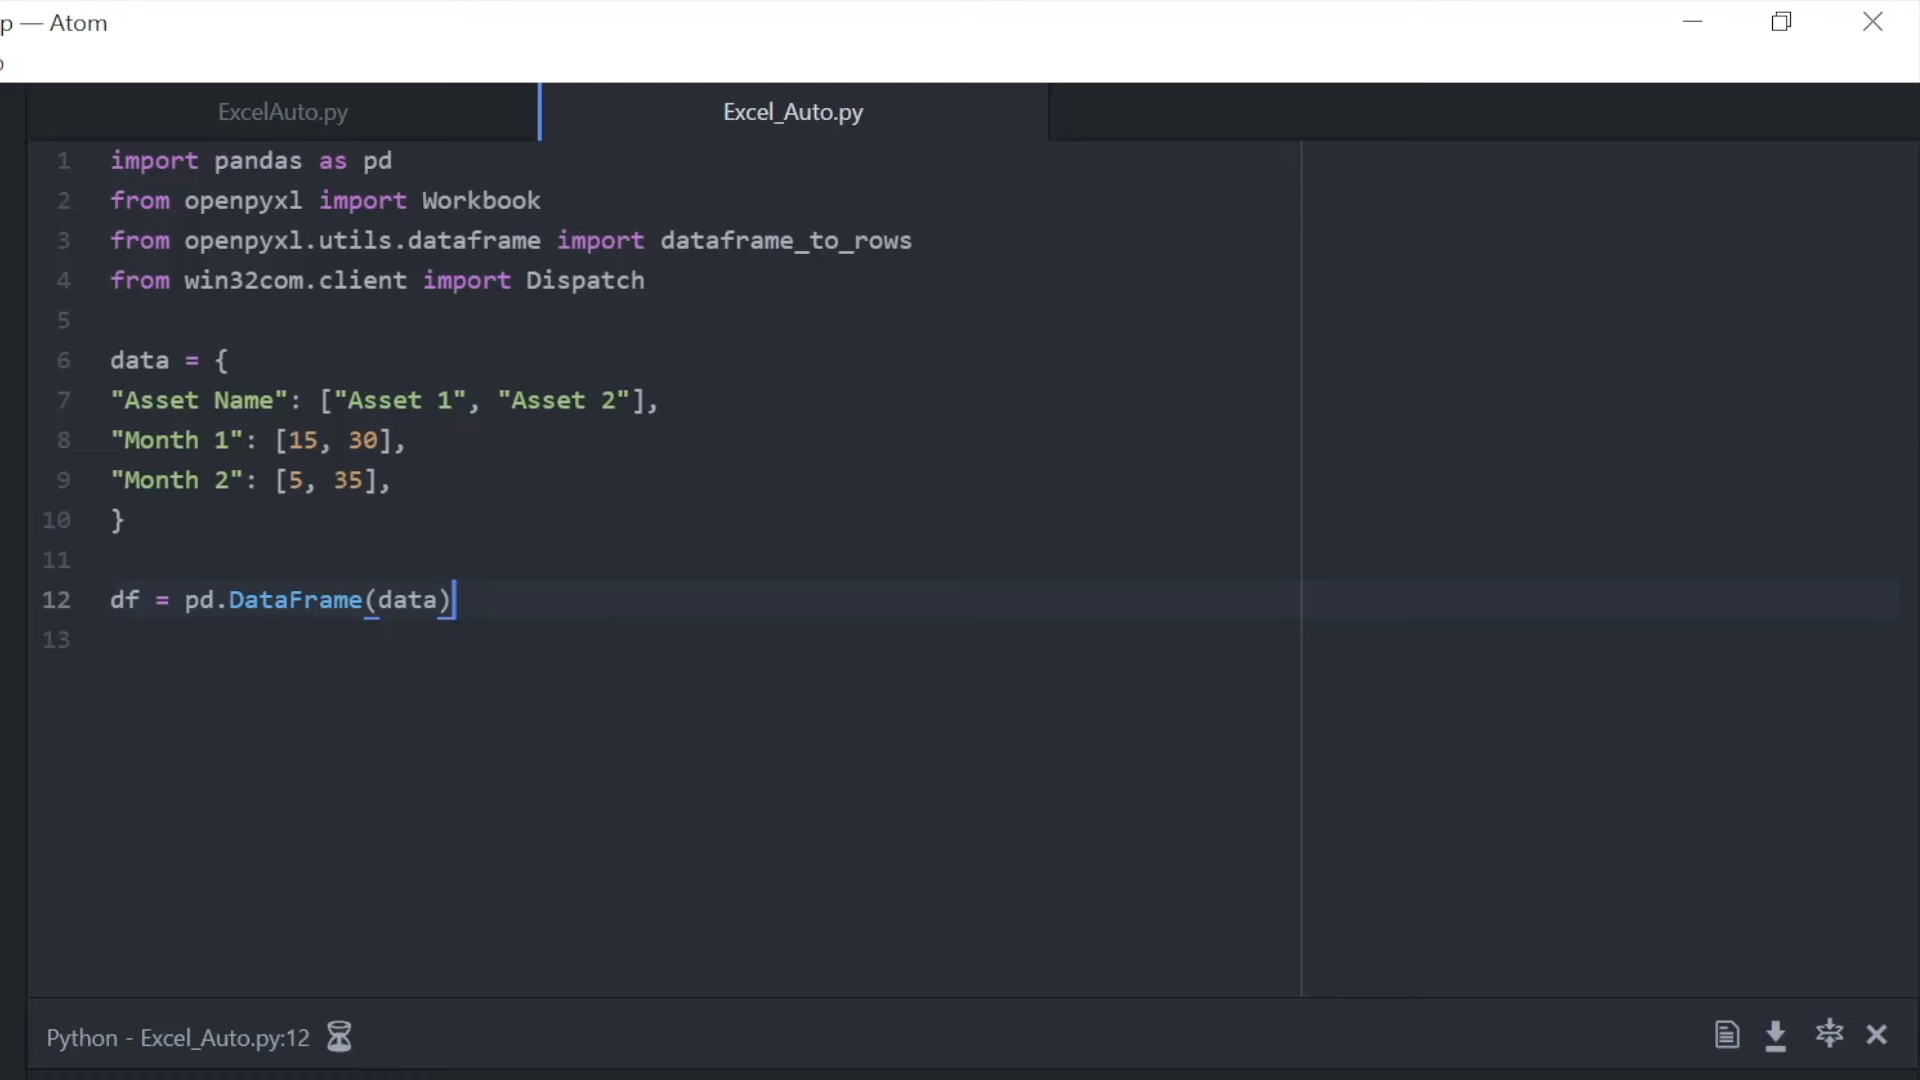 p — Atom
ExcelAuto.py
Excel_Auto.py
1 import pandas as pd
2 from openpyxl import Workbook
3 from openpyxl.utils.dataframe import dataframe_to_rows
4 from win32com.client import Dispatch
5
6 data = {
7 "Asset Name": ["Asset 1", "Asset 2"],
8 "Month 1": [15, 30],
9 "Month 2": [5, 35],
10 }
11
12 df = pd.DataFrame(data)
13
Python - Excel_Auto.py:12